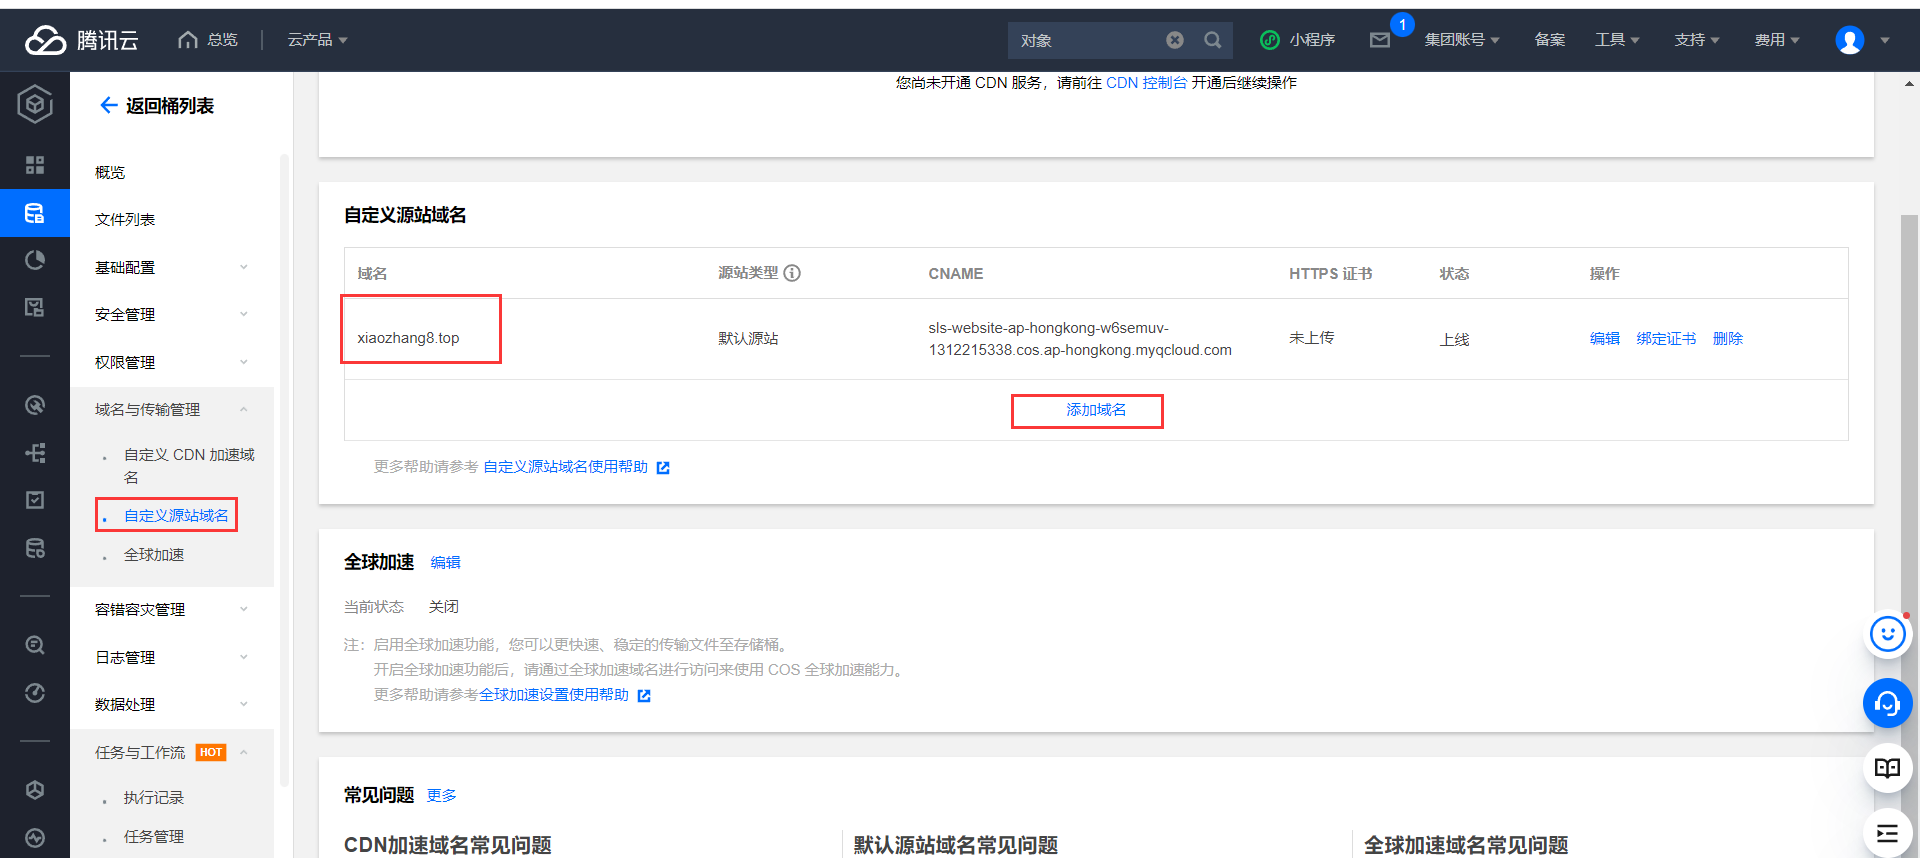 腾讯云
总览
云产品
对象
小程序
1
集团账号
备案
工具
支持
费用
返回桶列表
概览
文件列表
基础配置
安全管理
权限管理
域名与传输管理
自定义 CDN 加速域
名
自定义源站域名
全球加速
容错容灾管理
日志管理
数据处理
任务与工作流 HOT
执行记录
任务管理
您尚未开通 CDN 服务，请前往 CDN 控制台 开通后继续操作
自定义源站域名
域名 源站类型 CNAME HTTPS 证书 状态 操作
xiaozhang8.top 默认源站 sls-website-ap-hongkong-w6semuv-
1312215338.cos.ap-hongkong.myqcloud.com 未上传 上线 编辑 绑定证书 删除
添加域名
更多帮助请参考 自定义源站域名使用帮助
全球加速 编辑
当前状态 关闭
注：启用全球加速功能，您可以更快速、稳定的传输文件至存储桶。
开启全球加速功能后，请通过全球加速域名进行访问来使用 COS 全球加速能力。
更多帮助请参考全球加速设置使用帮助
常见问题 更多
CDN加速域名常见问题 默认源站域名常见问题 全球加速域名常见问题